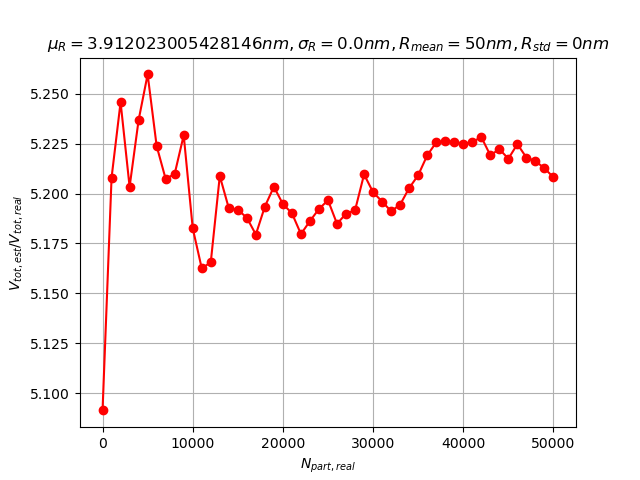 μ_R = 3.912023005428146nm, σ_R = 0.0nm, R_mean = 50nm, R_std = 0nm
5.250
5.225
5.200
5.175
5.150
5.125
5.100
V_tot, est/V_tot, real
0 10000 20000 30000 40000 50000
N_part, real